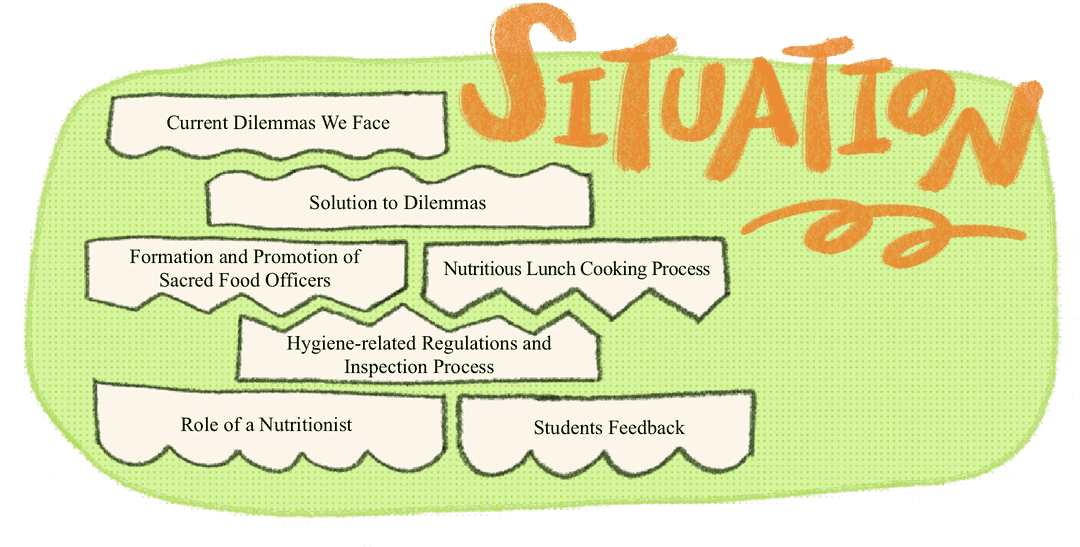 SITUATION
Current Dilemmas We Face
Solution to Dilemmas
Formation and Promotion of
Sacred Food Officers
Nutritious Lunch Cooking Process
Hygiene-related Regulations and
Inspection Process
Role of a Nutritionist
Students Feedback